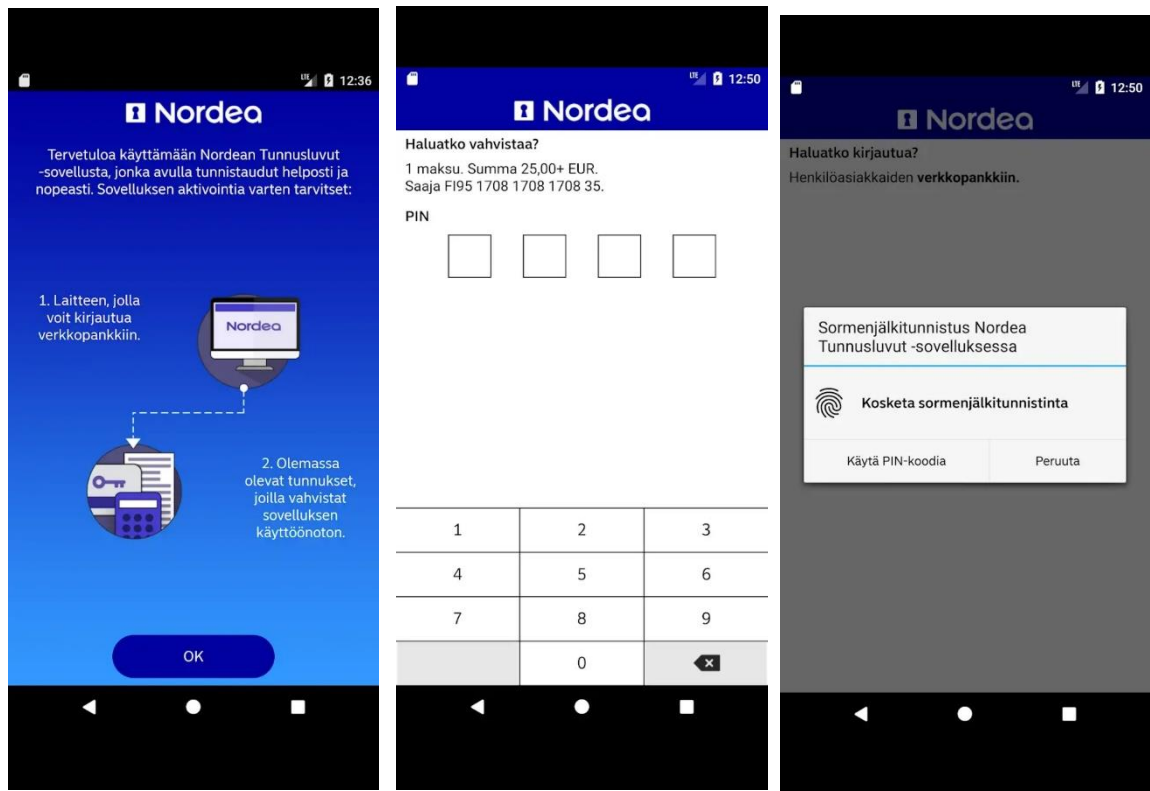 12:36
Nordea
Tervetuloa käyttämään Nordean Tunnusluvut
-sovellusta, jonka avulla tunnistaudut helposti ja
nopeasti. Sovelluksen aktivointia varten tarvitset:
1. Laitteen, jolla
voit kirjautua
verkkopankkiin.
Nordea
2. Olemassa
olevat tunnukset,
joilla vahvistat
sovelluksen
käyttöönoton.
OK
LTE 12:50
Nordea
Haluatko vahvistaa?
1 maksu. Summa 25,00+ EUR.
Saaja FI95 1708 1708 1708 35.
PIN
1 2 3
4 5 6
7 8 9
0
LTE 12:50
Nordea
Haluatko kirjautua?
Henkilöasiakkaiden verkkopankkiin.
Sormenjälkitunnistus Nordea
Tunnusluvut -sovelluksessa
Kosketa sormenjälkitunnistinta
Käytä PIN-koodia Peruuta